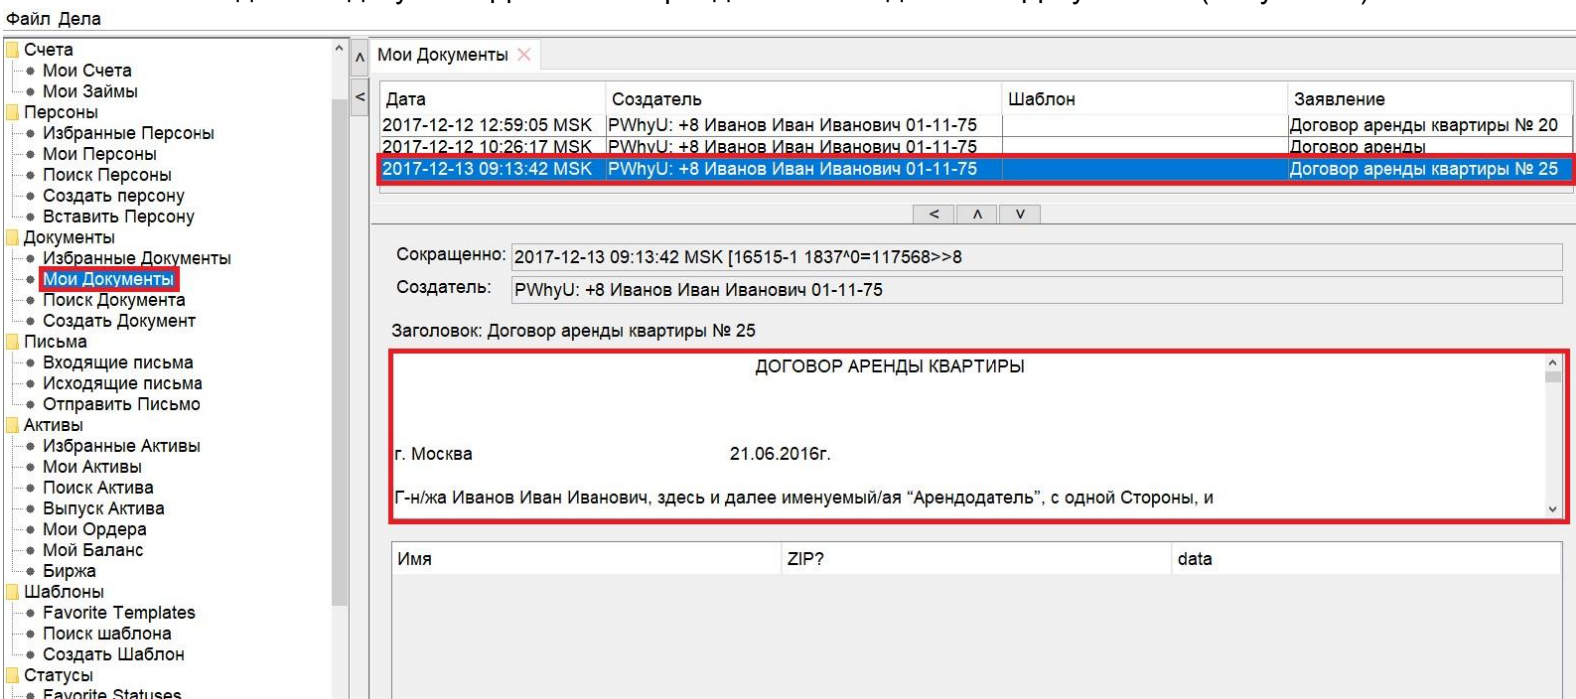 Файл Дела
Счета
Мои Счета
Мои Займы
Персоны
Избранные Персоны
Мои Персоны
Поиск Персоны
Создать персону
Вставить Персону
Документы
Избранные Документы
Мои Документы
Поиск Документа
Создать Документ
Письма
Входящие письма
Исходящие письма
Отправить Письмо
Активы
Избранные Активы
Мои Активы
Поиск Актива
Выпуск Актива
Мои Ордера
Мой Баланс
Биржа
Шаблоны
Favorite Templates
Поиск шаблона
Создать Шаблон
Статусы
Favorite Statuses
Мои Документы
Дата Создатель Шаблон Заявление
2017-12-12 12:59:05 MSK PWhyU: +8 Иванов Иван Иванович 01-11-75 Договор аренды квартиры № 20
2017-12-12 10:26:17 MSK PWhyU: +8 Иванов Иван Иванович 01-11-75 Договор аренды
2017-12-13 09:13:42 MSK PWhyU: +8 Иванов Иван Иванович 01-11-75 Договор аренды квартиры № 25
Сокращенно: 2017-12-13 09:13:42 MSK [16515-1 1837^0=117568>>8
Создатель: PWhyU: +8 Иванов Иван Иванович 01-11-75
Заголовок: Договор аренды квартиры № 25
ДОГОВОР АРЕНДЫ КВАРТИРЫ
г. Москва 21.06.2016г.
Г-н/жа Иванов Иван Иванович, здесь и далее именуемый/ая “Арендодатель”, с одной Стороны, и
Имя ZIP? data